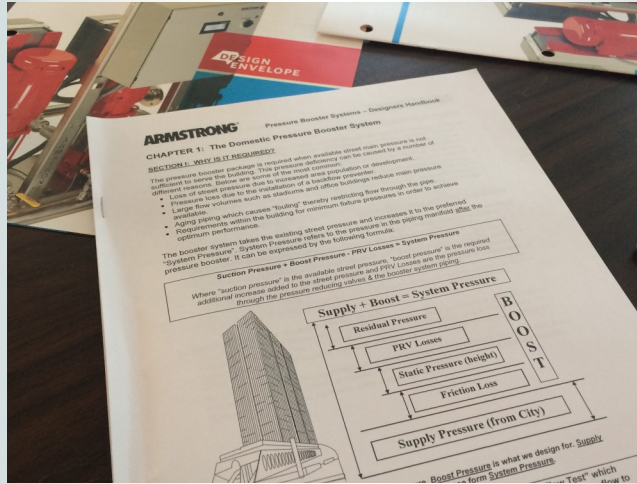 DESIGN
ENVELOPE
ARMSTRONG
Pressure Booster Systems – Designers Handbook
CHAPTER 1: The Domestic Pressure Booster System
SECTION I: WHY IS IT REQUIRED?
The pressure booster package is required when available street main pressure is not
sufficient to serve the building. This pressure deficiency can be caused by a number of
different reasons. Below are some of the most common:
• Loss of street pressure due to increased area population or development.
• Pressure loss due to the installation of a backflow preventer.
• Large flow volumes such as stadiums and office buildings reduce main pressure
available.
• Aging piping which causes "fouling" thereby restricting flow through the pipe.
• Requirements within the building for minimum fixture pressures in order to achieve
optimum performance.
The booster system takes the existing street pressure and increases it to the preferred
"System Pressure". System Pressure refers to the pressure in the piping manifold after the
pressure booster. It can be expressed by the following formula:
Suction Pressure + Boost Pressure - PRV Losses = System Pressure
Where "suction pressure" is the available street pressure, "boost pressure" is the required
additional increase added to the street pressure and PRV Losses are the pressure loss
through the pressure reducing valves & the booster system piping.
Supply + Boost = System Pressure
Residual Pressure
PRV Losses
Static Pressure (height)
Friction Loss
BOOST
Supply Pressure (from City)
Boost Pressure is what we design for. Supply
form System Pressure.
Test" which
flow to